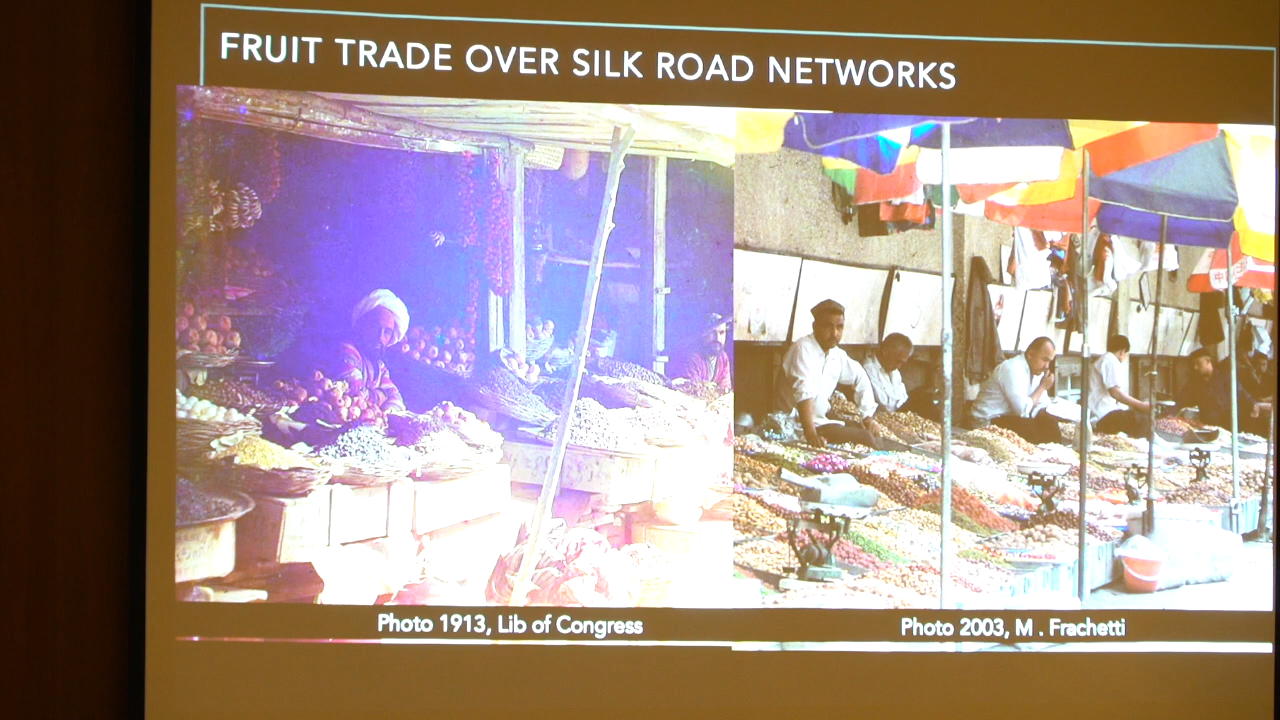 FRUIT TRADE OVER SILK ROAD NETWORKS
Photo 1913, Lib of Congress
Photo 2003, M . Frachetti